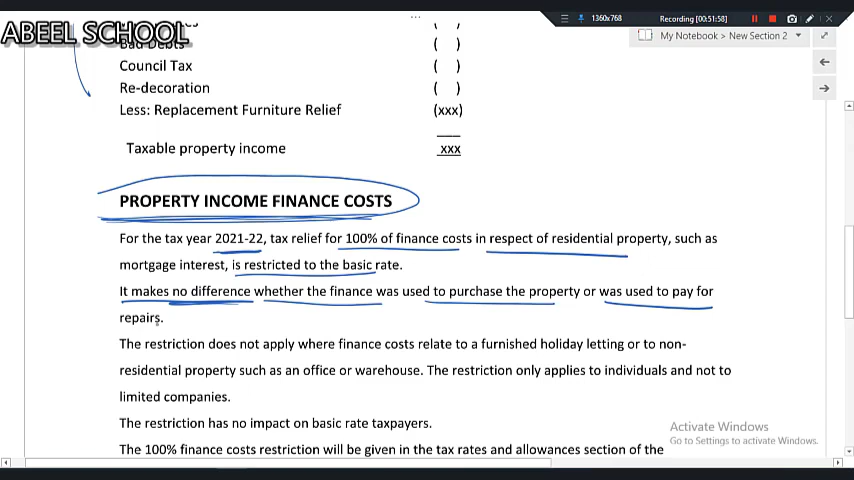 1360x768
Recording [00:51:58]
ABEEL SCHOOL
My Notebook > New Section 2
Bad Debts ( )
Council Tax ( )
Re-decoration ( )
Less: Replacement Furniture Relief (xxx)
Taxable property income xxx
PROPERTY INCOME FINANCE COSTS
For the tax year 2021-22, tax relief for 100% of finance costs in respect of residential property, such as
mortgage interest, is restricted to the basic rate.
It makes no difference whether the finance was used to purchase the property or was used to pay for
repairs.
The restriction does not apply where finance costs relate to a furnished holiday letting or to non-
residential property such as an office or warehouse. The restriction only applies to individuals and not to
limited companies.
The restriction has no impact on basic rate taxpayers.
The 100% finance costs restriction will be given in the tax rates and allowances section of the
Activate Windows
Go to Settings to activate Windows.